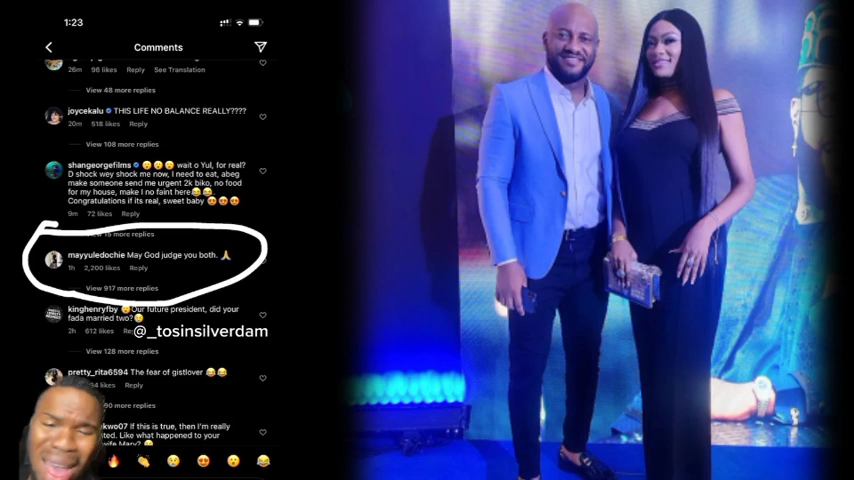 1:23
Comments
26m 96 likes Reply See Translation
View 48 more replies
joycekalu THIS LIFE NO BALANCE REALLY????
20m 518 likes Reply
View 108 more replies
shangeorgefilms 😮😮😮 wait o Yul, for real?
D shock wey shock me now, I need to eat, abeg
make someone send me urgent 2k biko, no food
for my house, make I no faint here😂😂.
Congratulations if its real, sweet baby 😍😍😍
9m 72 likes Reply
more replies
mayyuledochie May God judge you both. 🙏
1h 2,200 likes Reply
View 917 more replies
kinghenryfby 😮Our future president, did your
fada married two?😢
2h 612 likes
@_tosinsilverdam
View 128 more replies
pretty_rita6594 The fear of gistlover 😂😂
likes Reply
more replies
If this is true, then I'm really
Like what happened to your